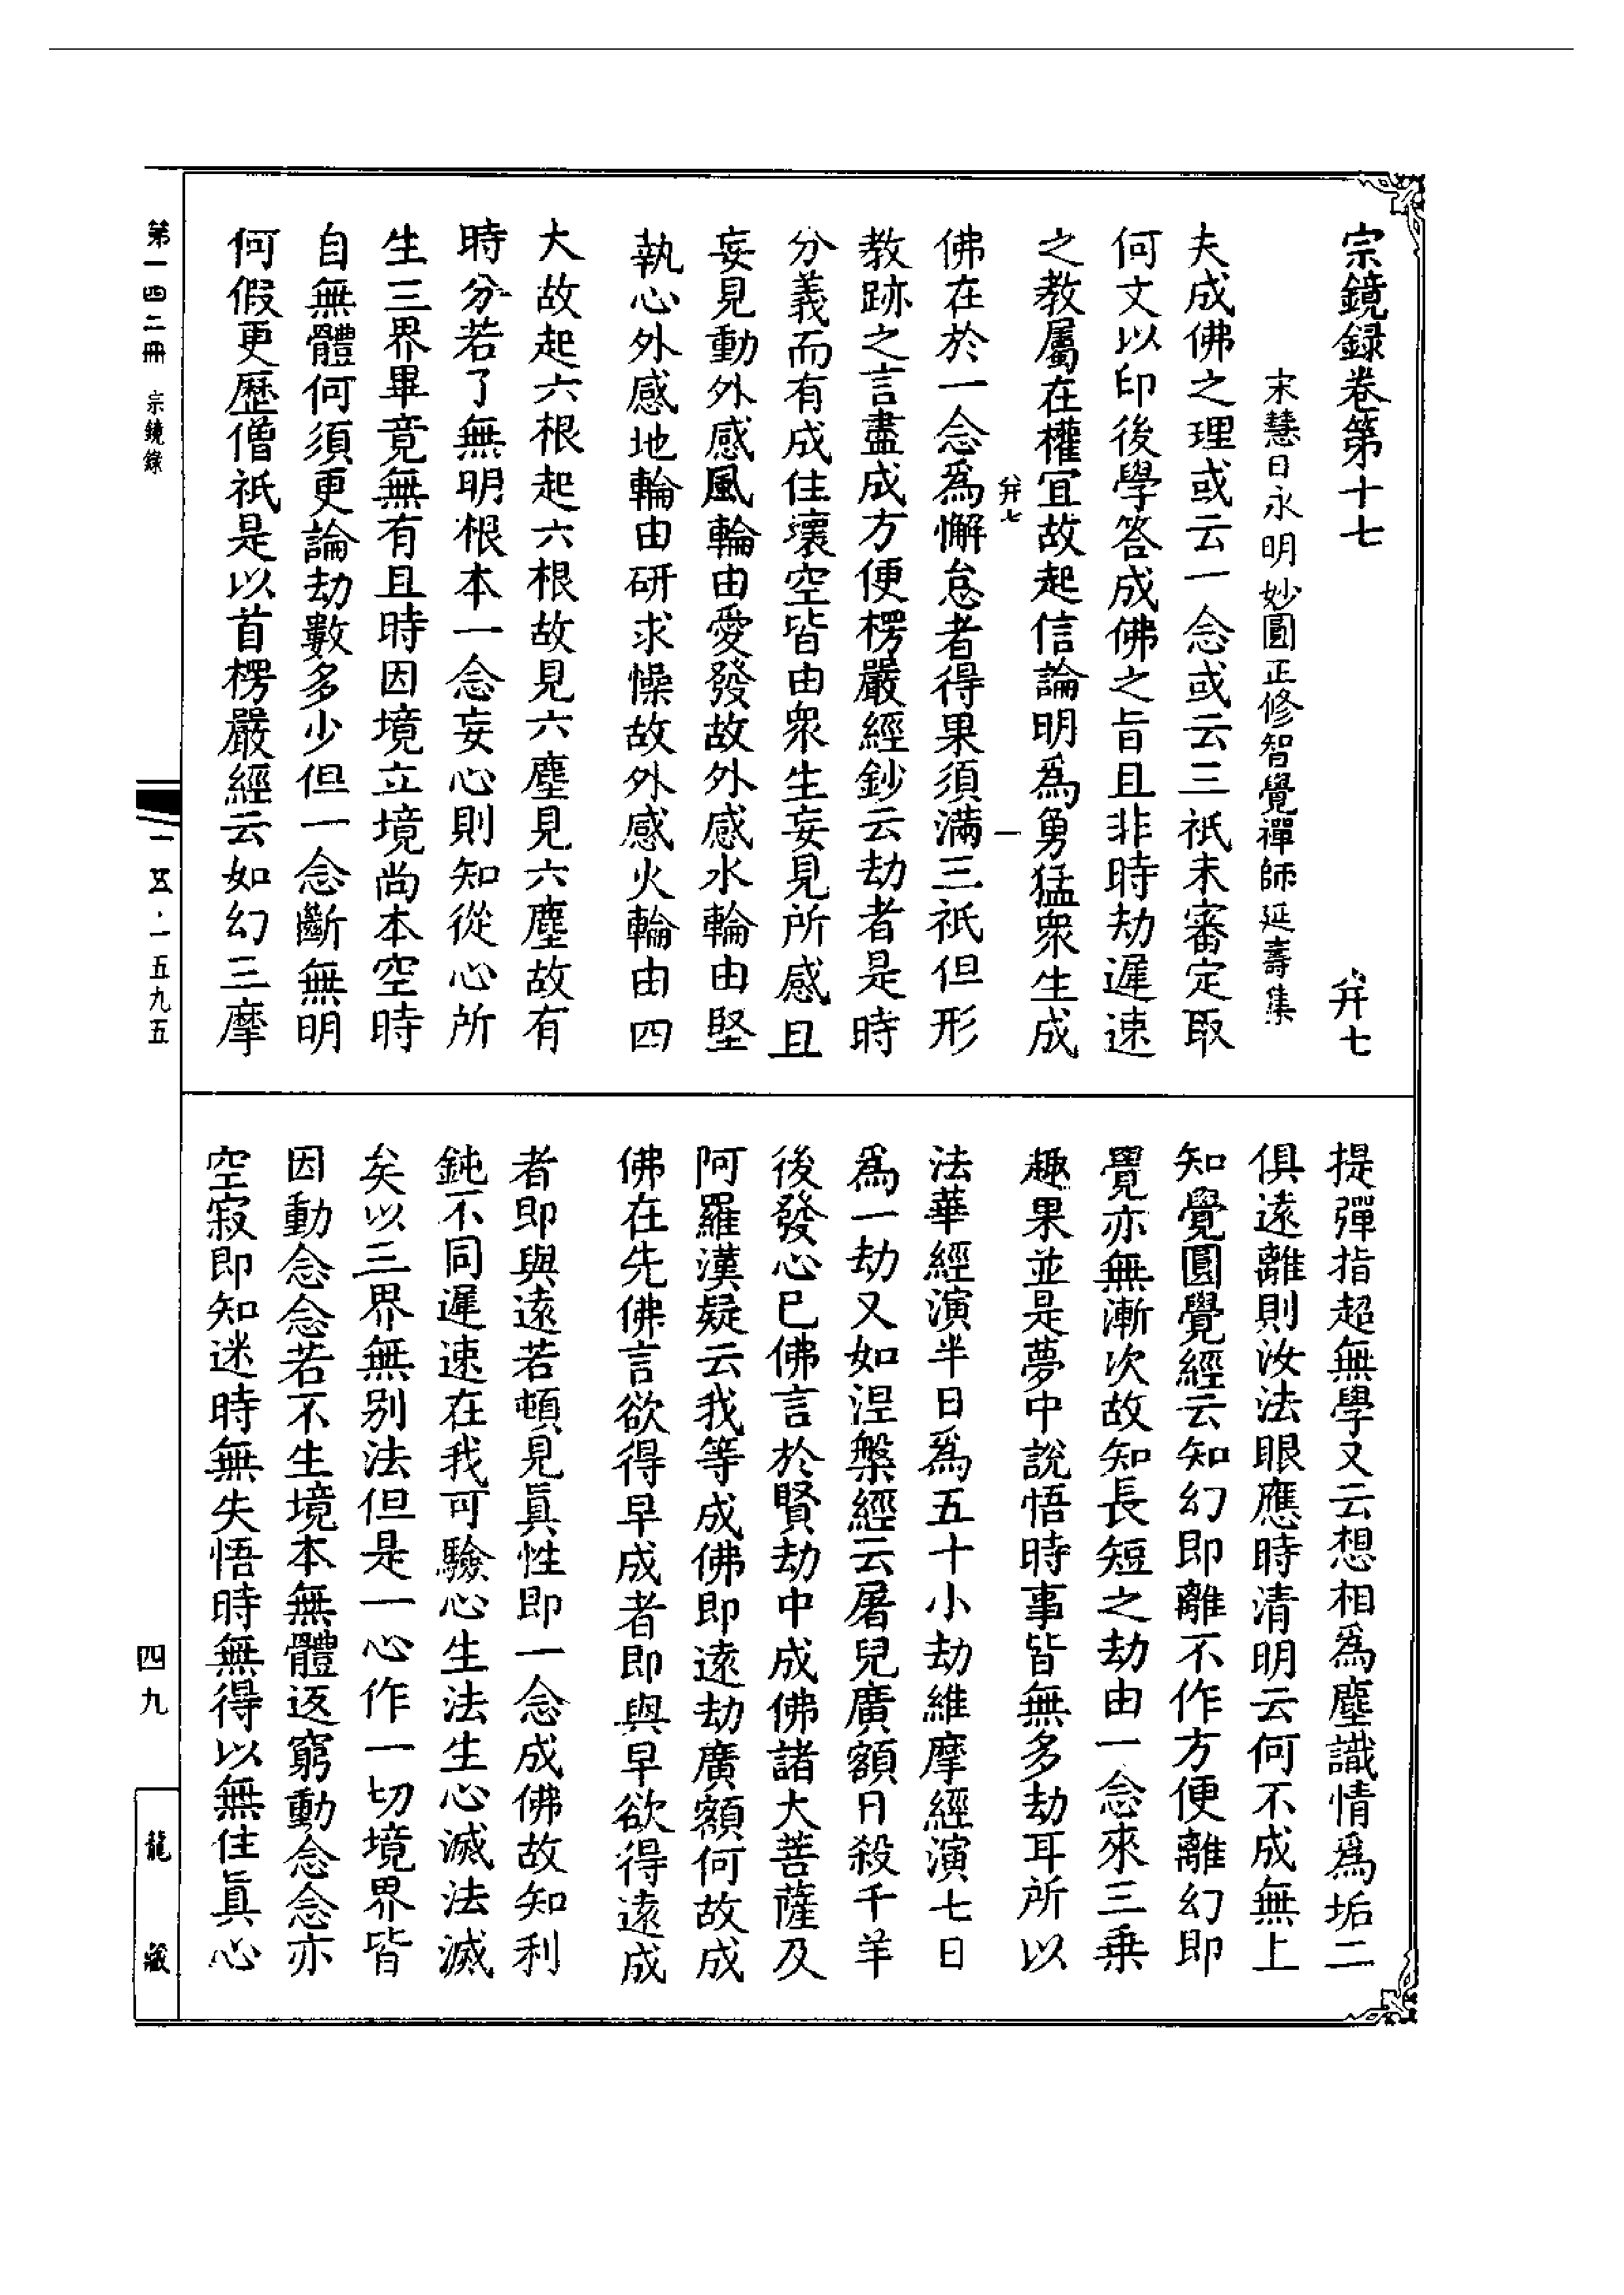 宗鏡録卷第十七 弁七
宋慧日永明妙圓正修智覺禪師延壽集
夫成佛之理或云一念或云三祇未審定取
何文以印後學答成佛之旨且非時劫遲速
之教屬在權宜故起信論明爲勇猛衆生成
弁七 一
佛在於一念爲懈怠者得果須滿三祇但形
教跡之言盡成方便楞嚴經鈔云劫者是時
分義而有成住壞空皆由衆生妄見所感且
妄見動外感風輪由愛發故外感水輪由堅
執心外感地輪由研求懆故外感火輪由四
大故起六根起六根故見六塵見六塵故有
時分若了無明根本一念妄心則知從心所
生三界畢竟無有且時因境立境尚本空時
自無體何須更論劫數多少但一念斷無明
何假更歷僧祇是以首楞嚴經云如幻三摩
提彈指超無學又云想相爲塵識情爲垢二
俱遠離則汝法眼應時清明云何不成無上
知覺圓覺經云知幻即離不作方便離幻即
覺亦無漸次故知長短之劫由一念來三乗
趣果並是夢中說悟時事皆無多劫耳所以
法華經演半日爲五十小劫維摩經演七日
爲一劫又如涅槃經云屠兒廣額日殺千羊
後發心已佛言於賢劫中成佛諸大菩薩及
阿羅漢疑云我等成佛即遠劫廣額何故成
佛在先佛言欲得早成者即與早欲得遠成
者即與遠若頓見眞性即一念成佛故知利
鈍不同遲速在我可驗心生法生心滅法滅
矣以三界無别法但是一心作一切境界皆
因動念念若不生境本無體返窮動念念亦
空寂即知迷時無失悟時無得以無住眞心
第一四二冊 宗鏡錄
一五五·一五九五
四九
龍藏